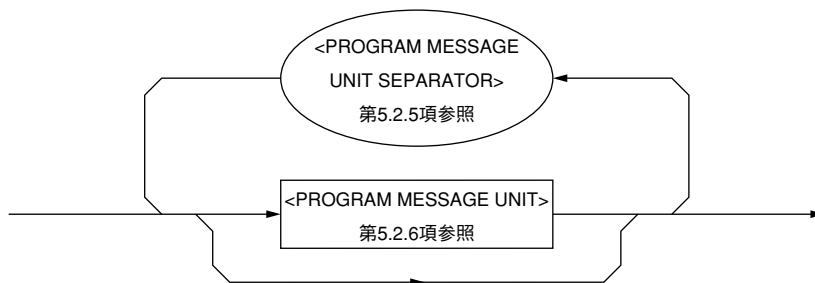 <PROGRAM MESSAGE
UNIT SEPARATOR>
第5.2.5項参照
<PROGRAM MESSAGE UNIT>
第5.2.6項参照